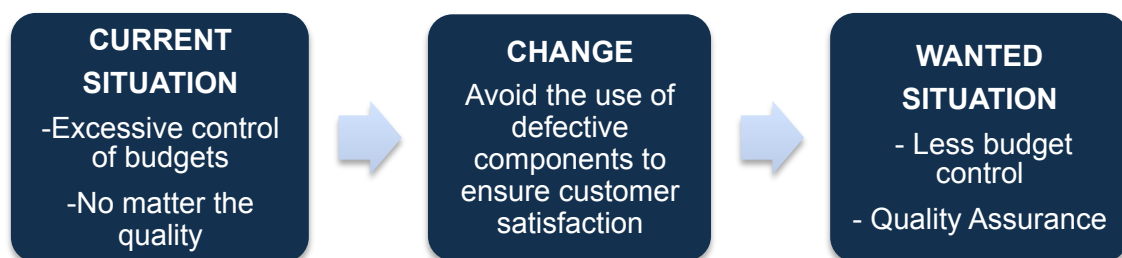 CURRENT
SITUATION
-Excessive control
of budgets
-No matter the
quality
CHANGE
Avoid the use of
defective
components to
ensure customer
satisfaction
WANTED
SITUATION
- Less budget
control
- Quality Assurance